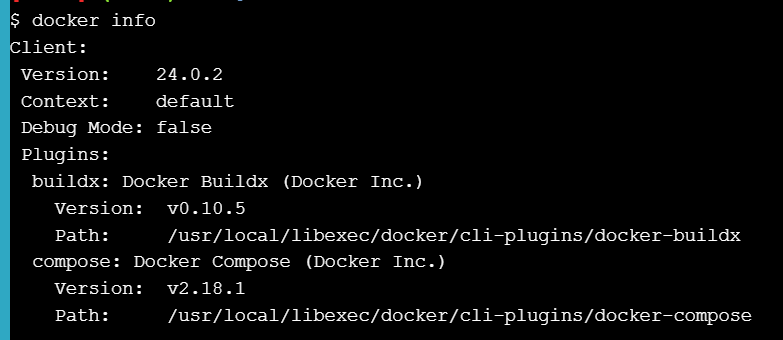 $ docker info
Client:
 Version:    24.0.2
 Context:    default
 Debug Mode: false
 Plugins:
  buildx: Docker Buildx (Docker Inc.)
    Version:  v0.10.5
    Path:     /usr/local/libexec/docker/cli-plugins/docker-buildx
  compose: Docker Compose (Docker Inc.)
    Version:  v2.18.1
    Path:     /usr/local/libexec/docker/cli-plugins/docker-compose